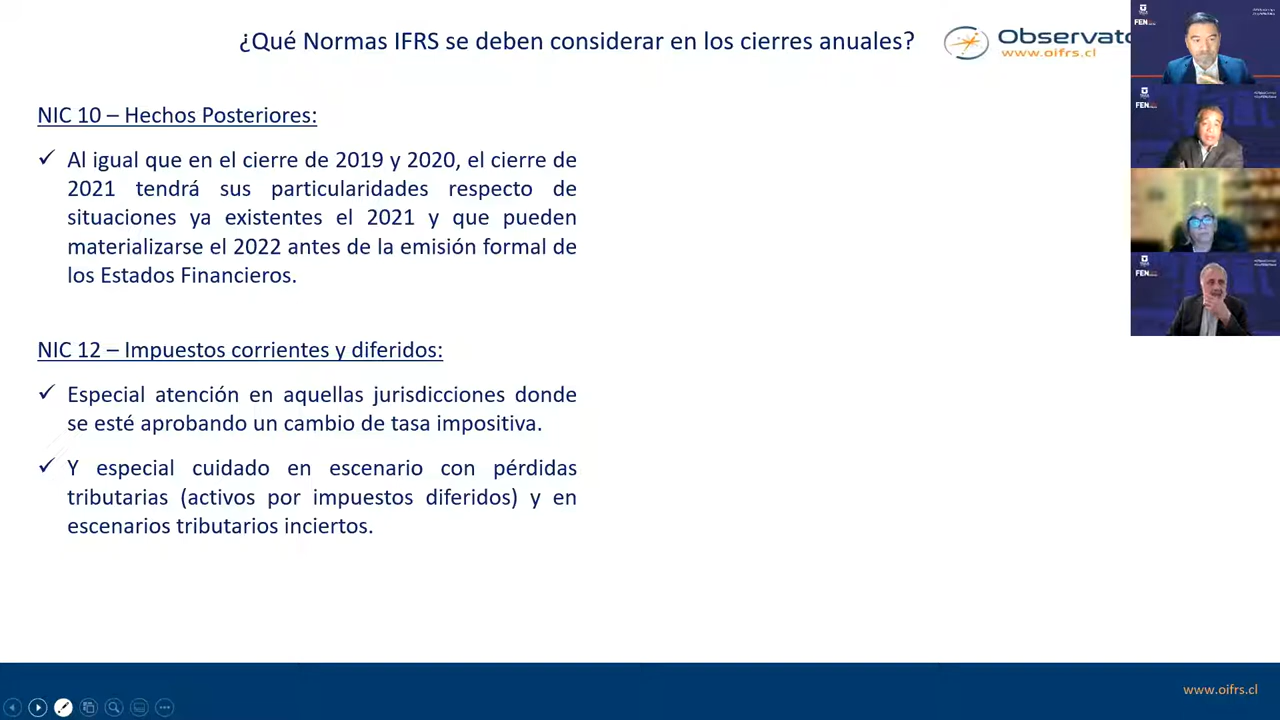 ¿Qué Normas IFRS se deben considerar en los cierres anuales?
Observato
www.oifrs.cl
NIC 10 – Hechos Posteriores:
✓ Al igual que en el cierre de 2019 y 2020, el cierre de
2021 tendrá sus particularidades respecto de
situaciones ya existentes el 2021 y que pueden
materializarse el 2022 antes de la emisión formal de
los Estados Financieros.
NIC 12 – Impuestos corrientes y diferidos:
✓ Especial atención en aquellas jurisdicciones donde
se esté aprobando un cambio de tasa impositiva.
✓ Y especial cuidado en escenario con pérdidas
tributarias (activos por impuestos diferidos) y en
escenarios tributarios inciertos.
FEN
FEN
FEN
www.oifrs.cl